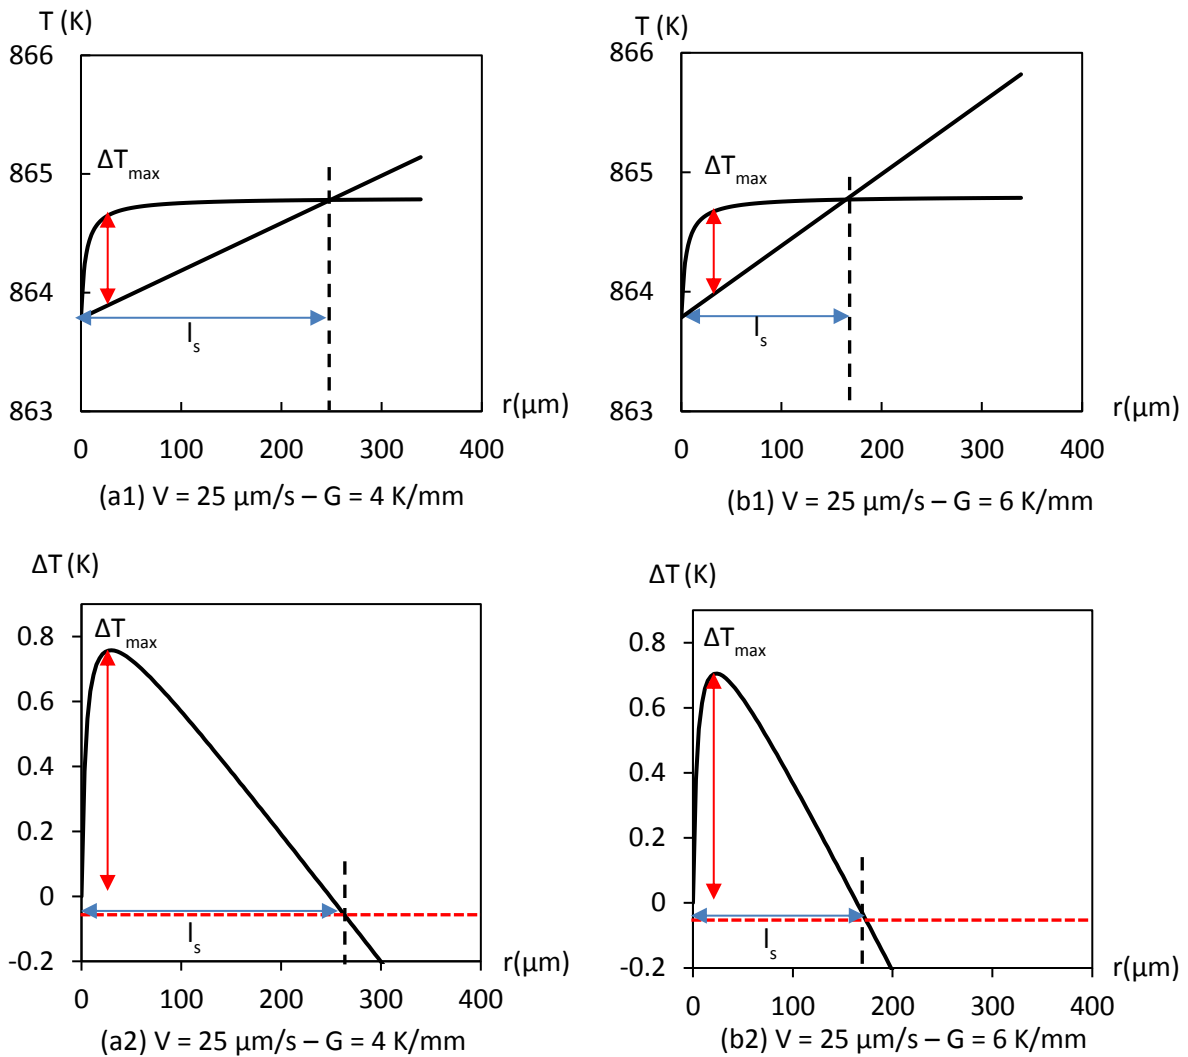 T (K)
866
865
864
863
ΔTmax
ls
r(μm)
0 100 200 300 400
(a1) V = 25 μm/s – G = 4 K/mm
T (K)
866
865
864
863
ΔTmax
ls
r(μm)
0 100 200 300 400
(b1) V = 25 μm/s – G = 6 K/mm
ΔT (K)
0.8
0.6
0.4
0.2
0
-0.2
ΔTmax
ls
r(μm)
0 100 200 300 400
(a2) V = 25 μm/s – G = 4 K/mm
ΔT (K)
0.8
0.6
0.4
0.2
0
-0.2
ΔTmax
ls
r(μm)
0 100 200 300 400
(b2) V = 25 μm/s – G = 6 K/mm